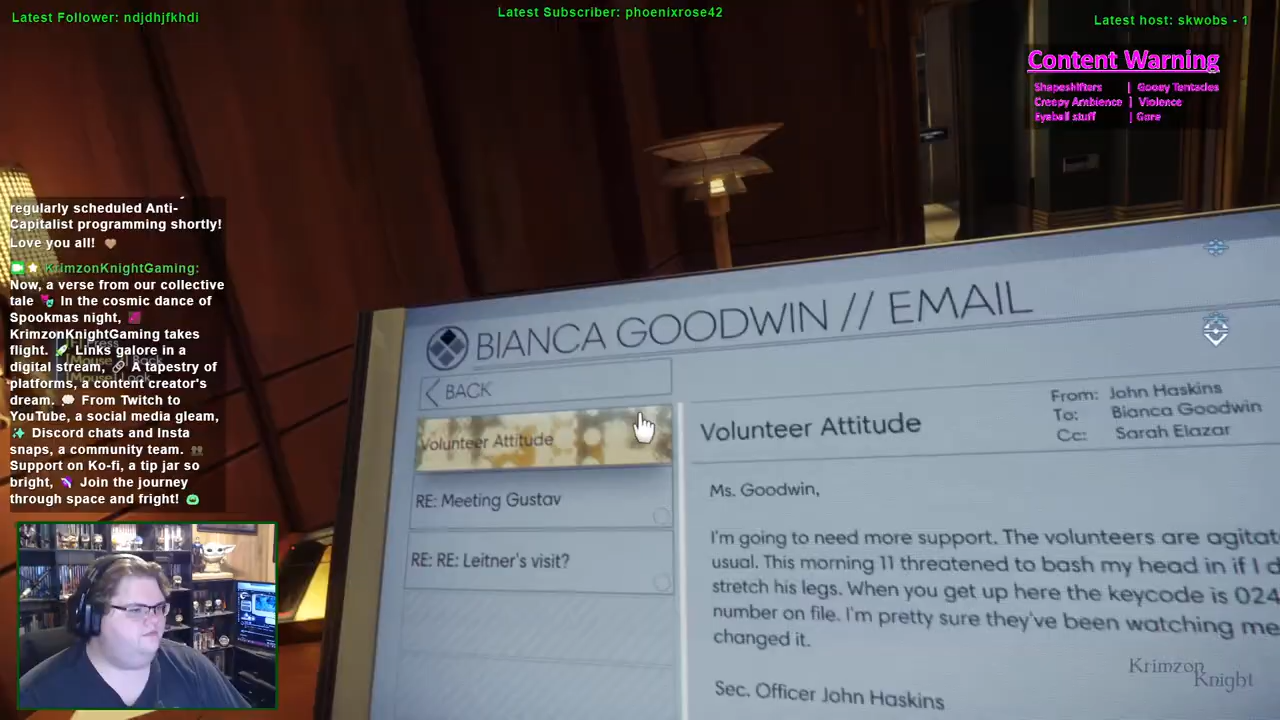 Latest Follower: ndjdhjfkhdi
Latest Subscriber: phoenixrose42
Latest host: skwobs - 1
Content Warning
Shapeshifters | Gooey Tentacles
Creepy Ambience | Violence
Eyeball stuff | Gore
regularly scheduled Anti-
Capitalist programming shortly!
Love you all!
KrimzonKnightGaming:
Now, a verse from our collective
tale In the cosmic dance of
Spookmas night,
KrimzonKnightGaming takes
flight. Links galore in a
digital stream, A tapestry of
platforms, a content creator's
dream. From Twitch to
YouTube, a social media gleam,
Discord chats and Insta
snaps, a community team.
Support on Ko-fi, a tip jar so
bright, Join the journey
through space and fright!
BIANCA GOODWIN // EMAIL
BACK
Volunteer Attitude
RE: Meeting Gustav
RE: RE: Leitner's visit?
Volunteer Attitude
From: John Haskins
To: Bianca Goodwin
Cc: Sarah Elazar
Ms. Goodwin,
I'm going to need more support. The volunteers are agitat
usual. This morning 11 threatened to bash my head in if I d
stretch his legs. When you get up here the keycode is 024
number on file. I'm pretty sure they've been watching me
changed it.
Sec. Officer John Haskins
Krimzon
Knight